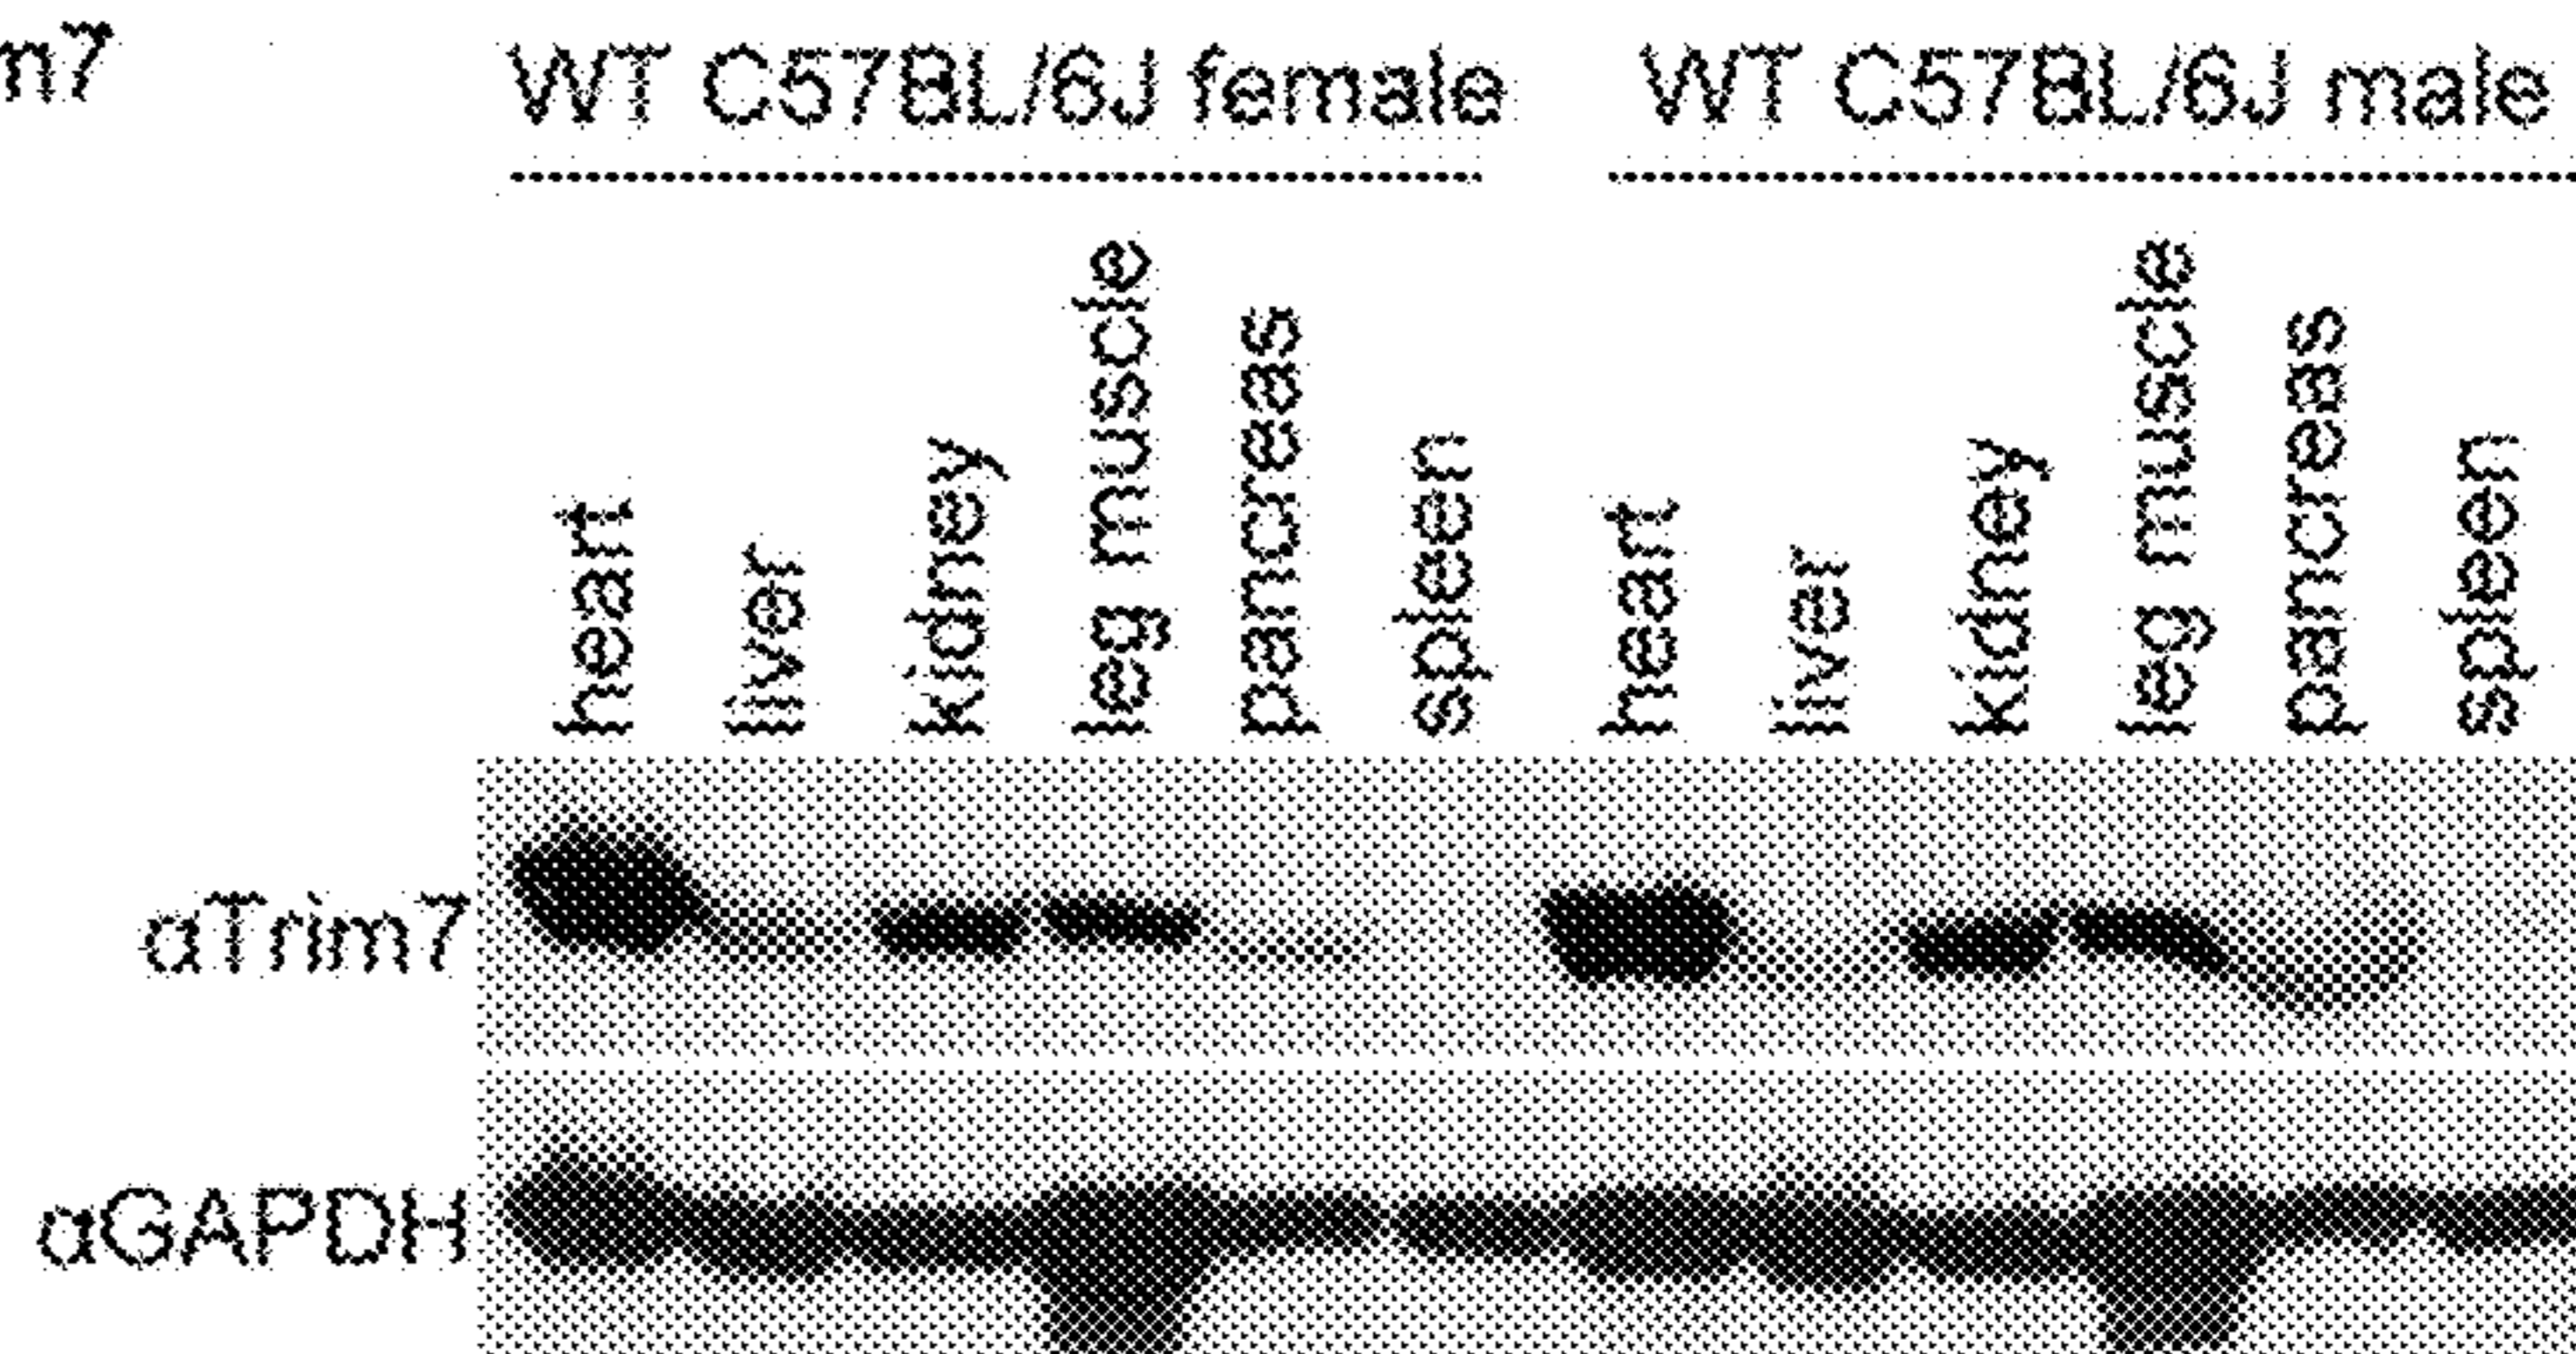 m7
WT C57BL/6J female WT C57BL/6J male
heart liver kidney leg muscle pancreas spleen heart liver kidney leg muscle pancreas spleen
αTrim7
αGAPDH